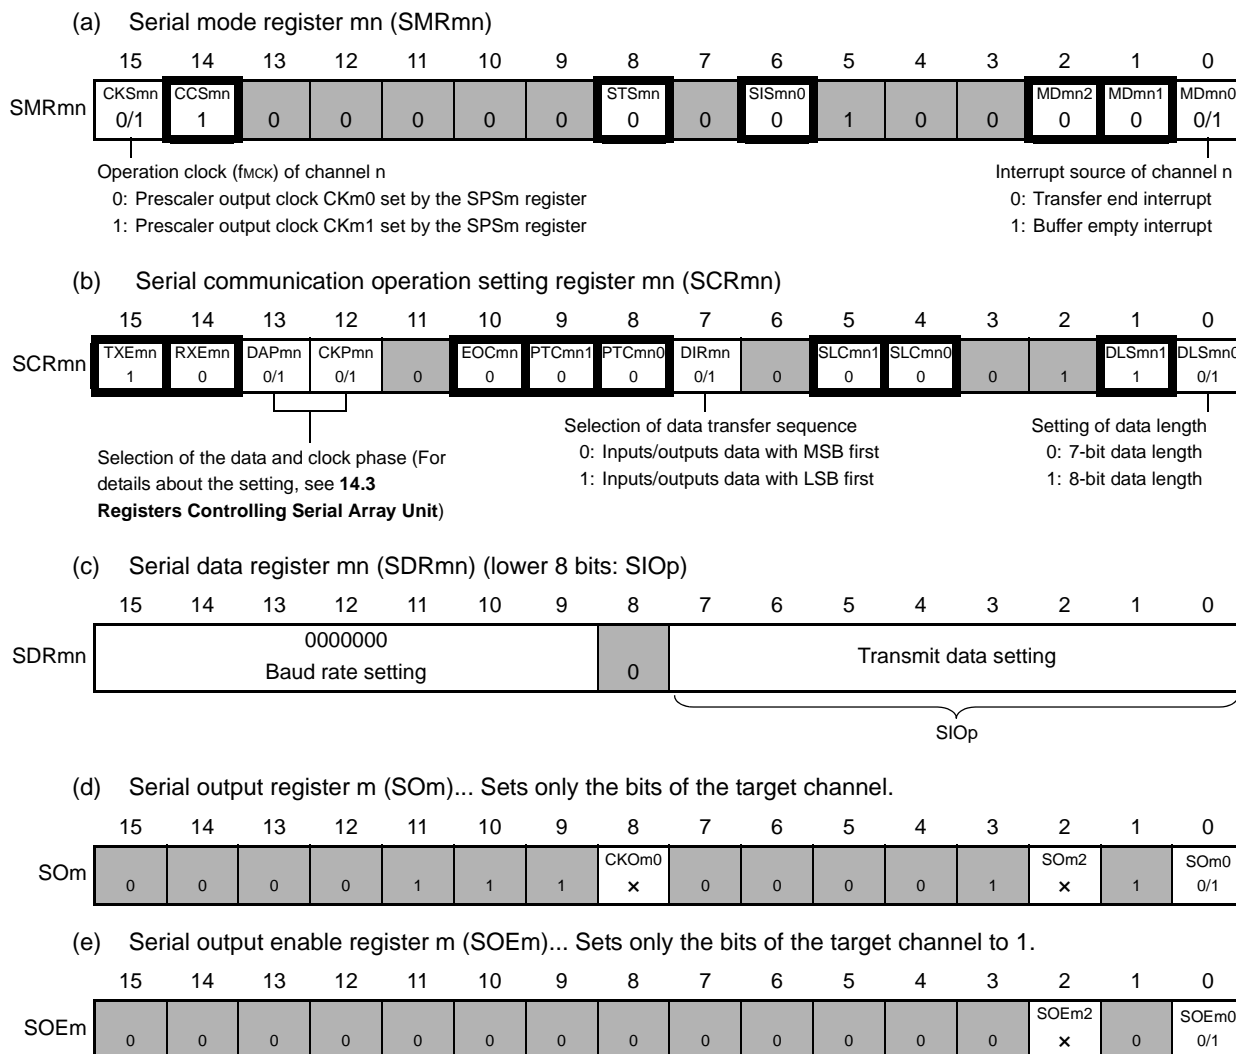 (a) Serial mode register mn (SMRmn)
15 14 13 12 11 10 9 8 7 6 5 4 3 2 1 0
CKSmn CCSmn STSmn SISmn0 MDmn2 MDmn1 MDmn0
SMRmn 0/1 1 0 0 0 0 0 0 0 0 1 0 0 0 0 0/1
Operation clock (fMCK) of channel n
0: Prescaler output clock CKm0 set by the SPSm register
1: Prescaler output clock CKm1 set by the SPSm register
Interrupt source of channel n
0: Transfer end interrupt
1: Buffer empty interrupt
(b) Serial communication operation setting register mn (SCRmn)
15 14 13 12 11 10 9 8 7 6 5 4 3 2 1 0
TXEmn RXEmn DAPmn CKPmn EOCmn PTCmn1 PTCmn0 DIRmn SLCmn1 SLCmn0 DLSmn1 DLSmn0
SCRmn 1 0 0/1 0/1 0 0 0 0 0/1 0 0 0 0 1 1 0/1
Selection of the data and clock phase (For
details about the setting, see 14.3
Registers Controlling Serial Array Unit)
Selection of data transfer sequence
0: Inputs/outputs data with MSB first
1: Inputs/outputs data with LSB first
Setting of data length
0: 7-bit data length
1: 8-bit data length
(c) Serial data register mn (SDRmn) (lower 8 bits: SIOp)
15 14 13 12 11 10 9 8 7 6 5 4 3 2 1 0
SDRmn
0000000
Baud rate setting
0
Transmit data setting
SIOp
(d) Serial output register m (SOm)... Sets only the bits of the target channel.
15 14 13 12 11 10 9 8 7 6 5 4 3 2 1 0
CKOm0 SOm2 SOm0
SOm 0 0 0 0 1 1 1 × 0 0 0 0 1 × 1 0/1
(e) Serial output enable register m (SOEm)... Sets only the bits of the target channel to 1.
15 14 13 12 11 10 9 8 7 6 5 4 3 2 1 0
SOEm2 SOEm0
SOEm 0 0 0 0 0 0 0 0 0 0 0 0 0 × 0 0/1